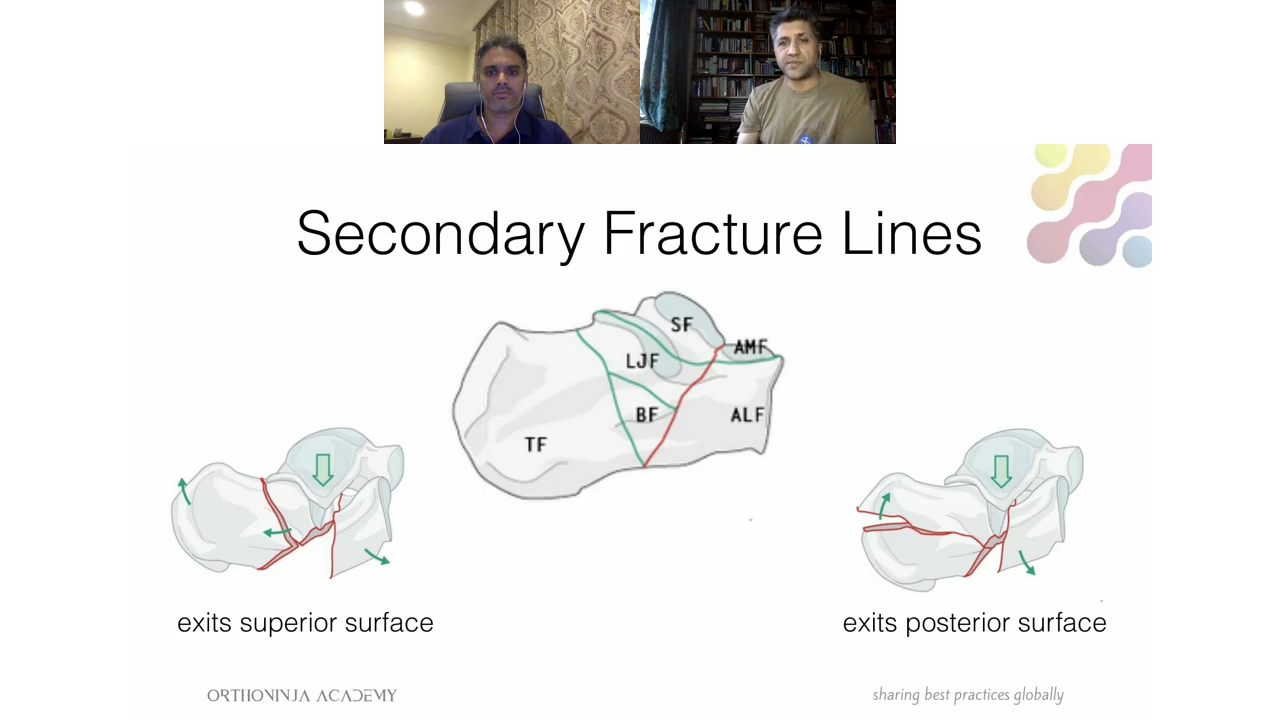 Secondary Fracture Lines
SF
AMF
LJF
BF
ALF
TF
exits superior surface
exits posterior surface
ORTHONINJA ACADEMY
sharing best practices globally